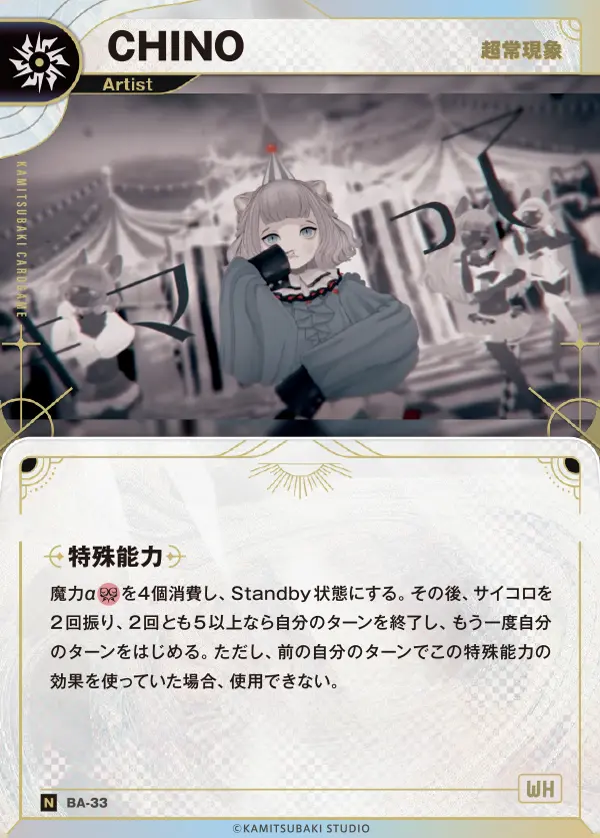 CHINO
超常現象
Artist
KAMITSUBAKI CARDGAME
マ
っ
て
特殊能力
魔力αを4個消費し、Standby状態にする。その後、サイコロを
2回振り、2回とも5以上なら自分のターンを終了し、もう一度自分
のターンをはじめる。ただし、前の自分のターンでこの特殊能力の
効果を使っていた場合、使用できない。
N BA-33
WH
©KAMITSUBAKI STUDIO